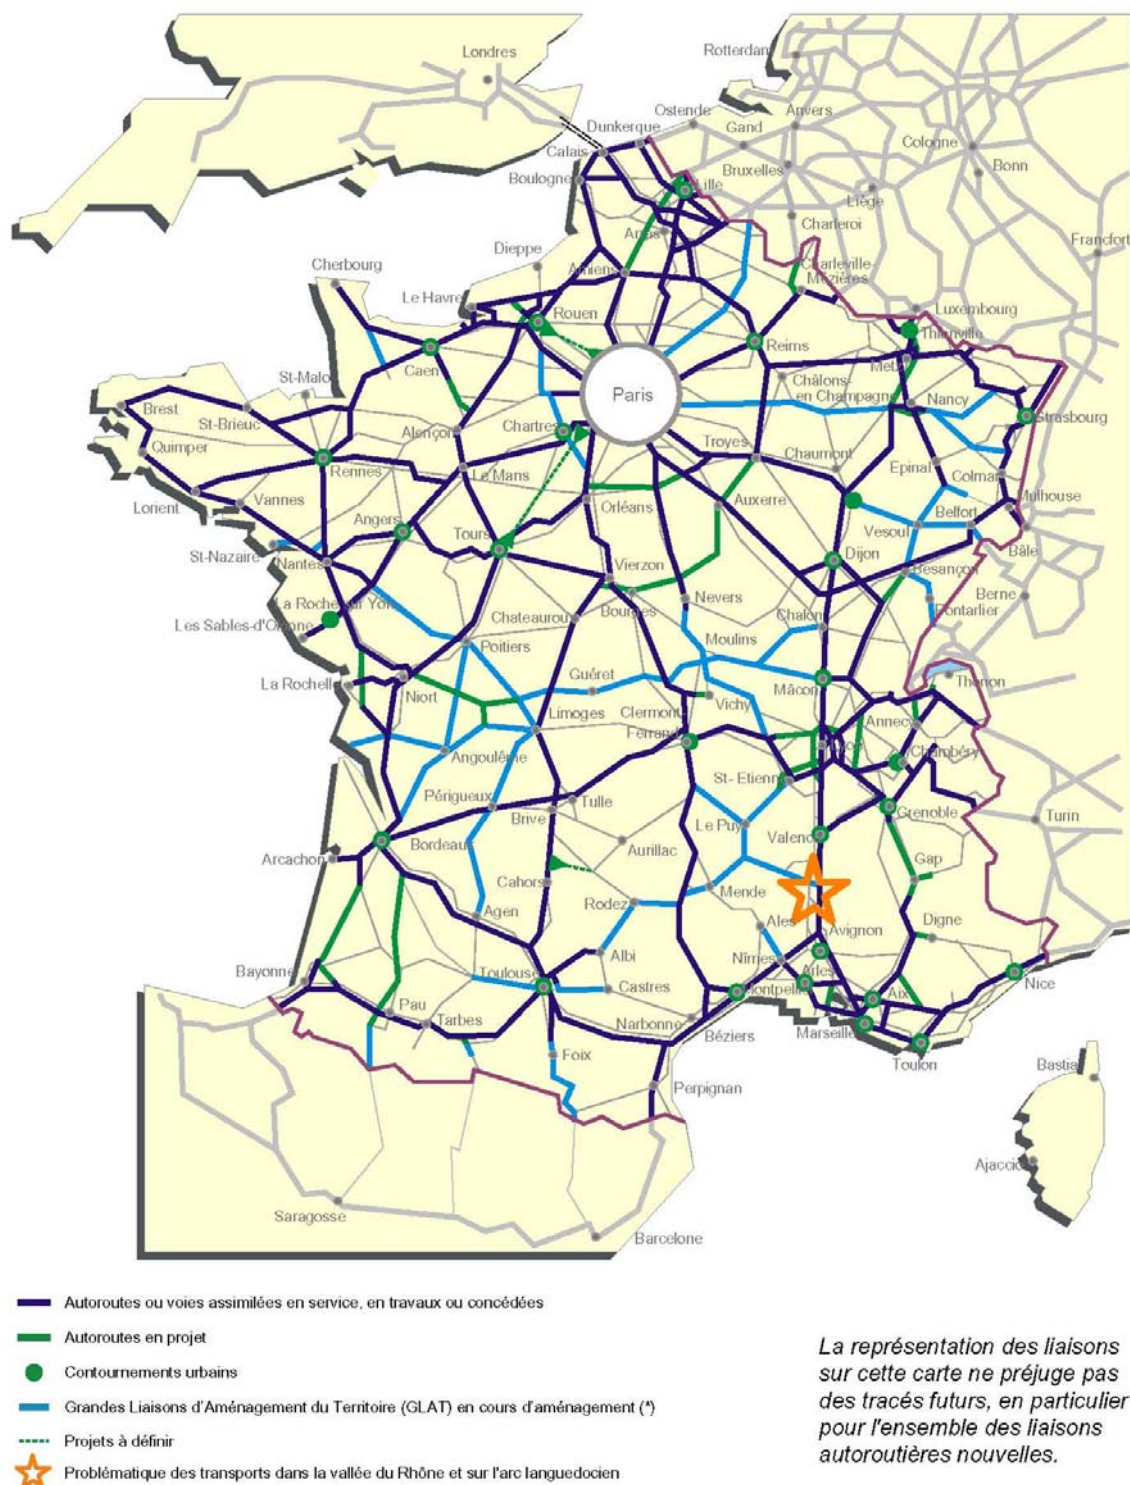 Londres
Rotterdam
Ostende
Dunkerque
Gand
Anvers
Calais
Cologne
Boulogne
Bruxelles
Bonn
Lille
Liège
Arras
Charleroi
Francfort
Dieppe
Cherbourg
Amiens
Charleville-
Mézières
Le Havre
Luxembourg
Rouen
Thionville
Reims
Caen
Metz
St-Malo
Paris
Châlons-
en Champagne
Nancy
Brest
St-Brieuc
Alençon
Chartres
Strasbourg
Troyes
Quimper
Rennes
Le Mans
Chaumont
Epinal
Colmar
Lorient
Vannes
Orléans
Auxerre
Mulhouse
Angers
Tours
Vesoul
Belfort
St-Nazaire
Nantes
Vierzon
Dijon
Bâle
Besançon
La Roche sur Yon
Chateauroux
Bourges
Nevers
Chalon
Berne
Pontarlier
Les Sables-d'Olonne
Poitiers
Moulins
La Rochelle
Niort
Guéret
Mâcon
Thonon
Limoges
Clermont-
Ferrand
Vichy
Annecy
Angoulême
Lyon
Chambéry
St-Etienne
Périgueux
Tulle
Brive
Grenoble
Turin
Le Puy
Valence
Arcachon
Bordeaux
Aurillac
Gap
Cahors
Rodez
Mende
Agen
Ales
Avignon
Digne
Bayonne
Toulouse
Albi
Nîmes
Arles
Castres
Montpellier
Aix
Nice
Pau
Tarbes
Narbonne
Béziers
Marseille
Toulon
Foix
Perpignan
Bastia
Ajaccio
Saragosse
Barcelone
Autoroutes ou voies assimilées en service, en travaux ou concédées
Autoroutes en projet
Contournements urbains
Grandes Liaisons d'Aménagement du Territoire (GLAT) en cours d'aménagement (*)
Projets à définir
Problématique des transports dans la vallée du Rhône et sur l'arc languedocien
La représentation des liaisons
sur cette carte ne préjuge pas
des tracés futurs, en particulier
pour l'ensemble des liaisons
autoroutières nouvelles.